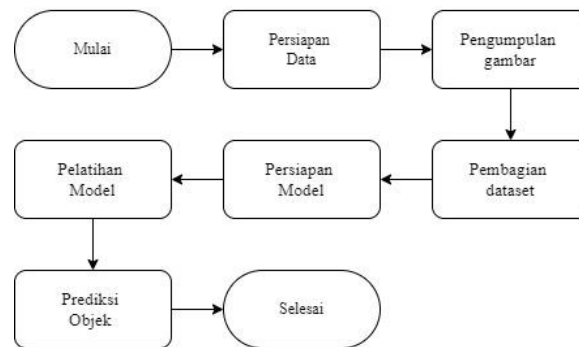 Mulai
Persiapan
Data
Pengumpulan
gambar
Pembagian
dataset
Persiapan
Model
Pelatihan
Model
Prediksi
Objek
Selesai